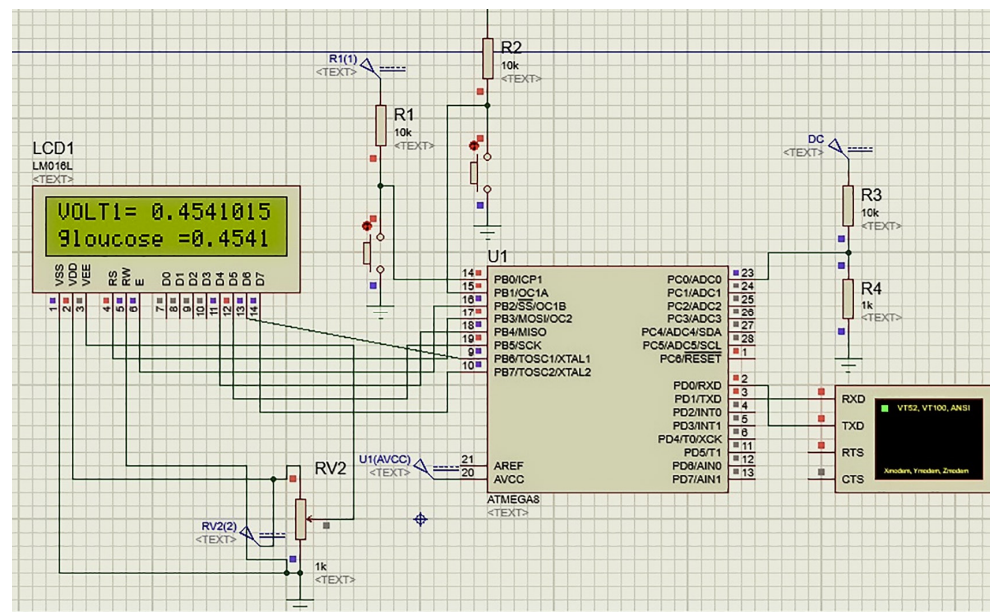 R2
10k
<TEXT>
R1(1)
<TEXT>
R1
10k
<TEXT>
DC
<TEXT>
LCD1
LM016L
<TEXT>
VOLT1= 0.4541015
gloucose =0.4541
VSS VDD VEE RS RW E D0 D1 D2 D3 D4 D5 D6 D7
1 2 3 4 5 6 7 8 9 10 11 12 13 14
R3
10k
<TEXT>
R4
1k
<TEXT>
U1
14 PB0/ICP1 PC0/ADC0 23
15 PB1/OC1A PC1/ADC1 24
16 PB2/SS/OC1B PC2/ADC2 25
17 PB3/MOSI/OC2 PC3/ADC3 26
18 PB4/MISO PC4/ADC4/SDA 27
19 PB5/SCK PC5/ADC5/SCL 28
9 PB6/TOSC1/XTAL1 PC6/RESET 1
10 PB7/TOSC2/XTAL2
PD0/RXD 2
PD1/TXD 3
PD2/INT0 4
PD3/INT1 5
PD4/T0/XCK 6
PD5/T1 11
21 AREF PD6/AIN0 12
20 AVCC PD7/AIN1 13
ATMEGA8
<TEXT>
U1(AVCC)
<TEXT>
RXD
TXD
RTS
CTS
VT52, VT100, ANSI
Xmodem, Ymodem, Zmodem
RV2
RV2(2)
<TEXT>
1k
<TEXT>